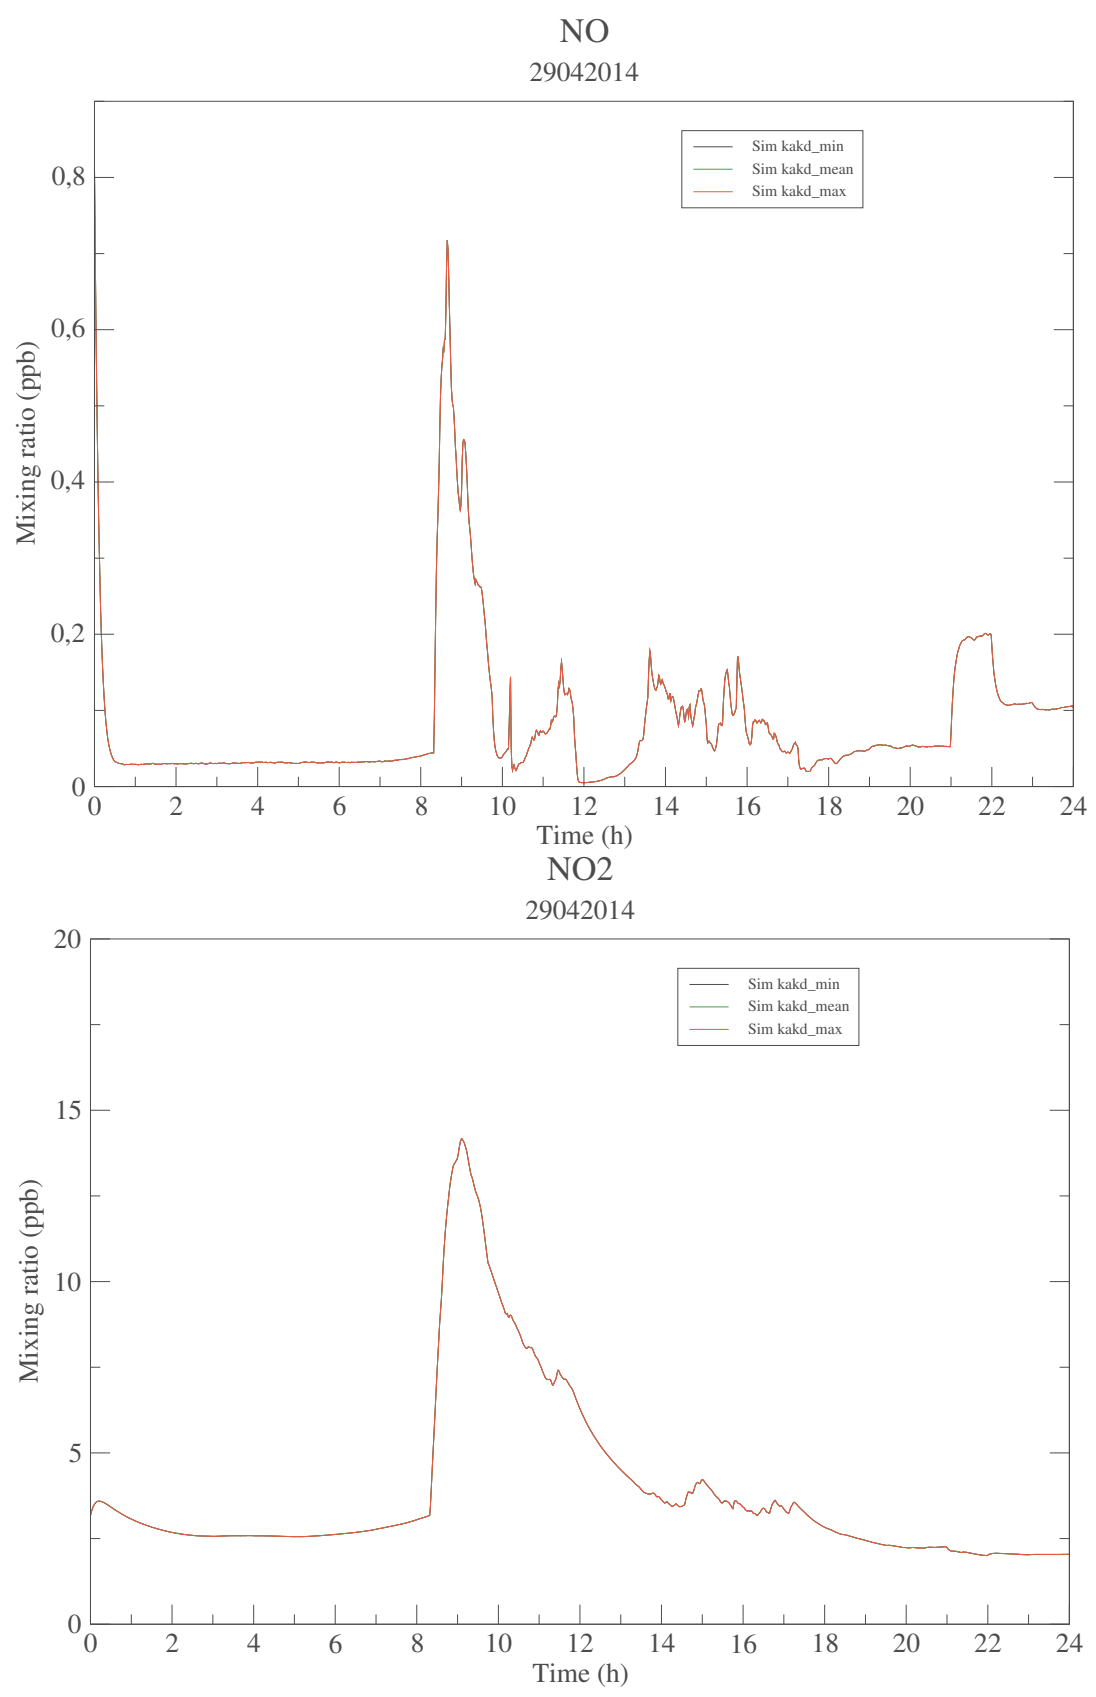 NO
29042014
Sim kakd_min
Sim kakd_mean
Sim kakd_max
0,8
0,6
0,4
0,2
0
Mixing ratio (ppb)
0 2 4 6 8 10 12 14 16 18 20 22 24
Time (h)
NO2
29042014
Sim kakd_min
Sim kakd_mean
Sim kakd_max
20
15
10
5
0
Mixing ratio (ppb)
0 2 4 6 8 10 12 14 16 18 20 22 24
Time (h)